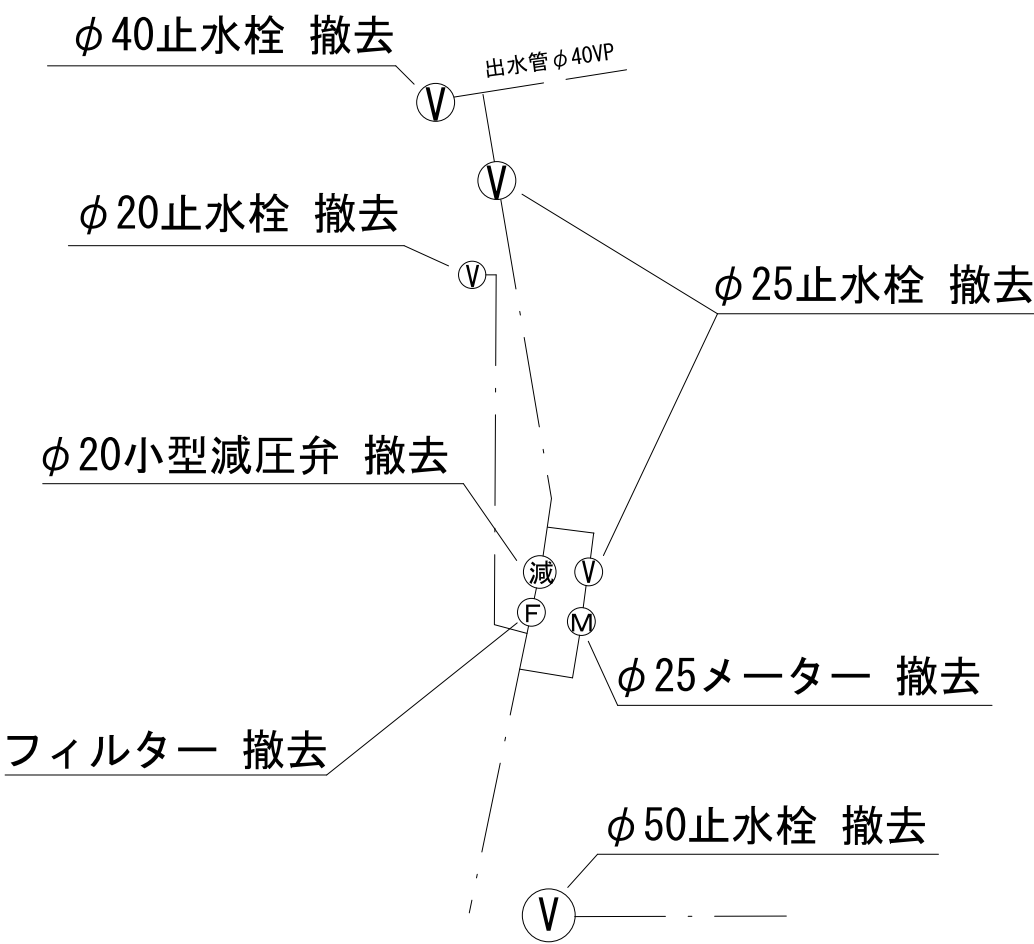 φ40止水栓 撤去
出水管φ40VP
V
V
φ20止水栓 撤去
V
φ25止水栓 撤去
φ20小型減圧弁 撤去
減
V
F
M
φ25メーター 撤去
フィルター 撤去
φ50止水栓 撤去
V